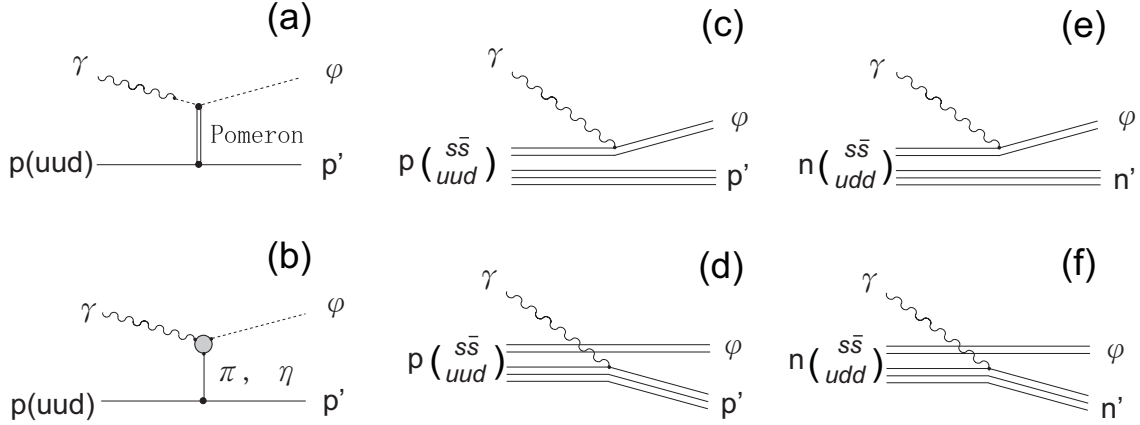 (a)
γ
φ
Pomeron
p(uud)
p'
(b)
γ
φ
π , η
p(uud)
p'
(c)
γ
φ
p ( ss̄ uud )
p'
(d)
γ
p ( ss̄ uud )
φ
p'
(e)
γ
φ
n ( ss̄ udd )
n'
(f)
γ
n ( ss̄ udd )
φ
n'